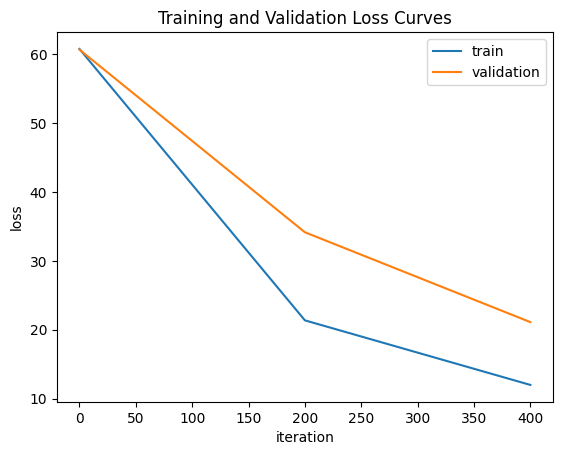 Training and Validation Loss Curves
train
validation
60
50
40
30
20
10
loss
0 50 100 150 200 250 300 350 400
iteration